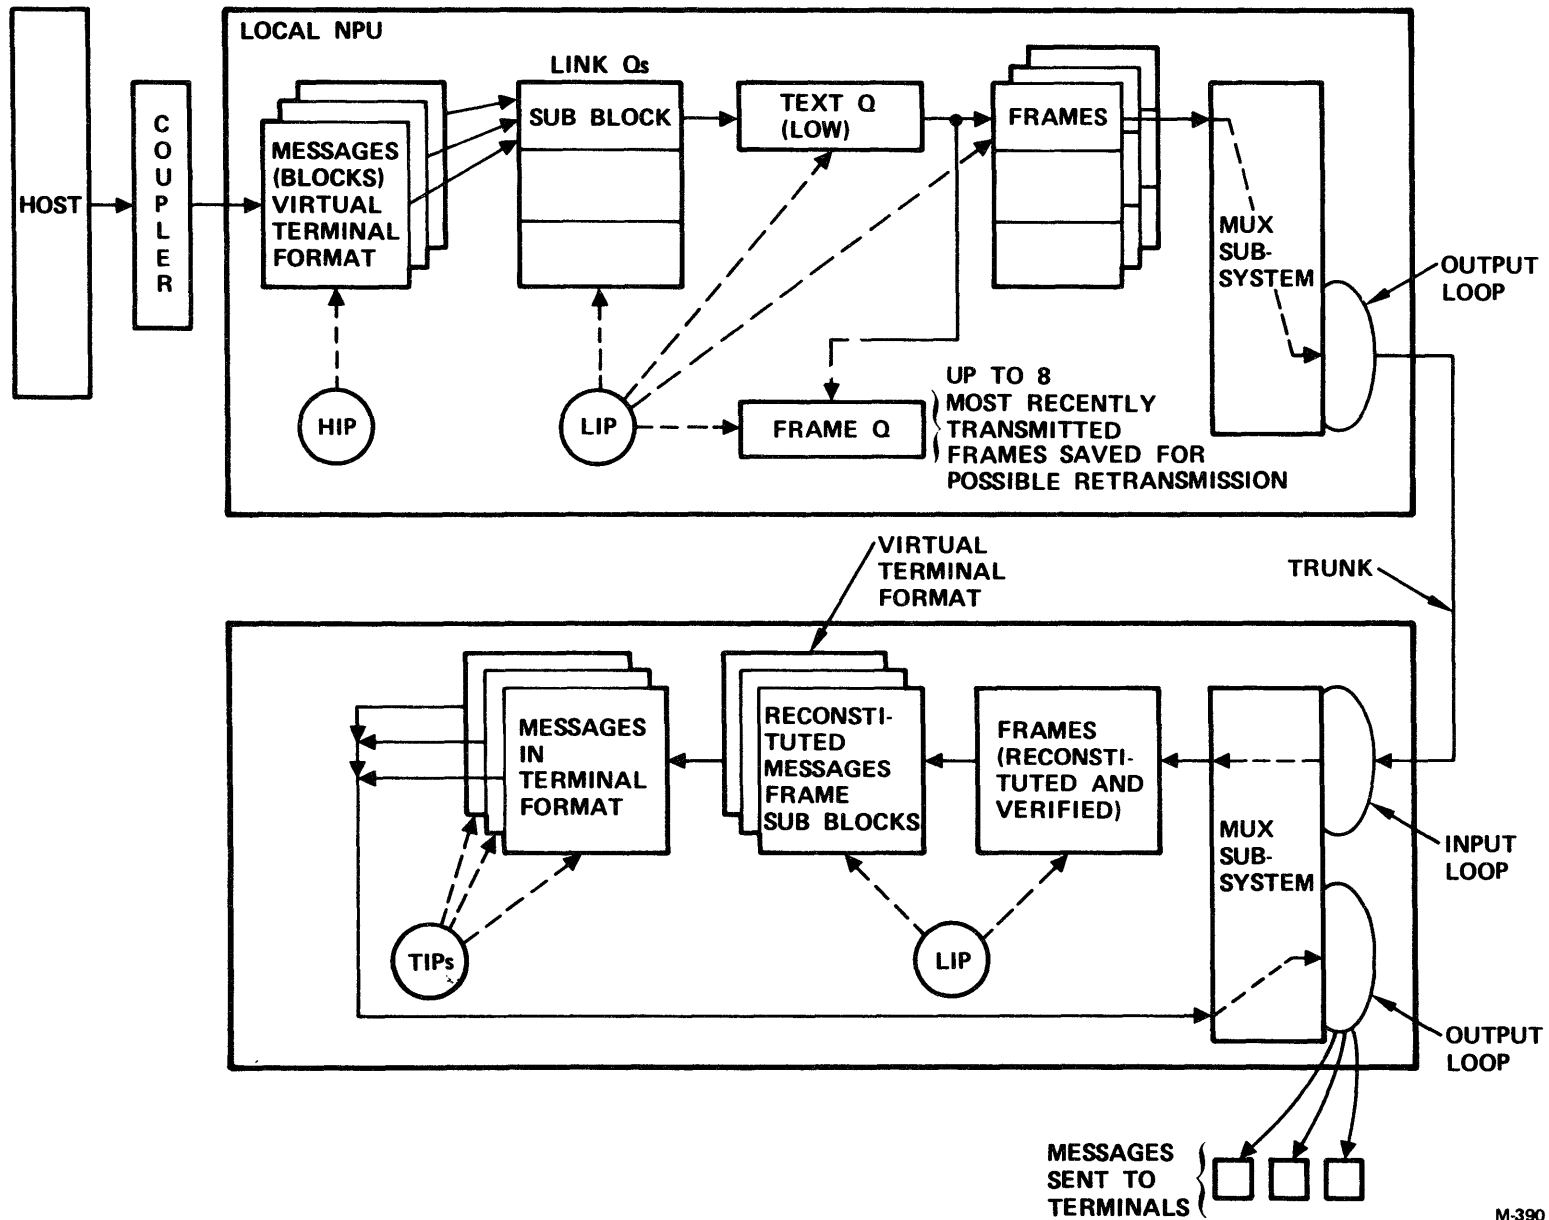 LOCAL NPU
LINK Qs
HOST
COUPLER
MESSAGES
(BLOCKS)
VIRTUAL
TERMINAL
FORMAT
SUB BLOCK
TEXT Q
(LOW)
FRAMES
MUX
SUB-
SYSTEM
OUTPUT
LOOP
HIP
LIP
FRAME Q
UP TO 8
MOST RECENTLY
TRANSMITTED
FRAMES SAVED FOR
POSSIBLE RETRANSMISSION
VIRTUAL
TERMINAL
FORMAT
TRUNK
MESSAGES
IN
TERMINAL
FORMAT
RECONSTI-
TUTED
MESSAGES
FRAME
SUB BLOCKS
FRAMES
(RECONSTI-
TUTED AND
VERIFIED)
MUX
SUB-
SYSTEM
INPUT
LOOP
TIPs
LIP
OUTPUT
LOOP
MESSAGES
SENT TO
TERMINALS
M-390